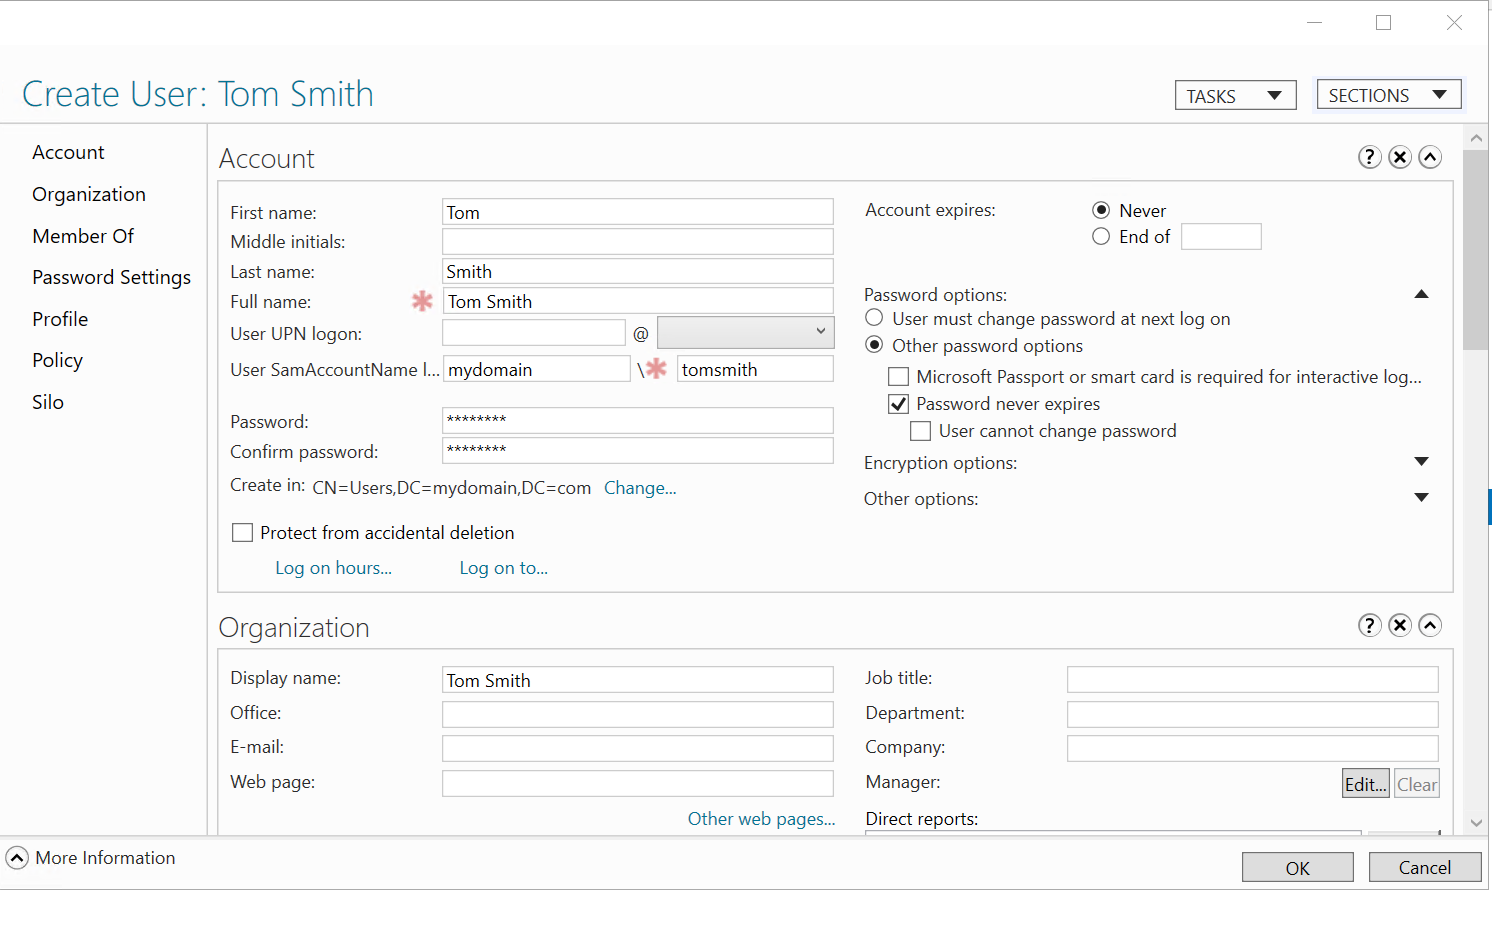 Create User: Tom Smith
TASKS
SECTIONS
Account
Organization
Member Of
Password Settings
Profile
Policy
Silo
Account
First name: Tom
Middle initials:
Last name: Smith
Full name: * Tom Smith
User UPN logon: @
User SamAccountName l... mydomain \* tomsmith
Password: ********
Confirm password: ********
Create in: CN=Users,DC=mydomain,DC=com Change...
Protect from accidental deletion
Log on hours... Log on to...
Account expires: Never
End of
Password options:
User must change password at next log on
Other password options
Microsoft Passport or smart card is required for interactive log...
Password never expires
User cannot change password
Encryption options:
Other options:
Organization
Display name: Tom Smith
Office:
E-mail:
Web page:
Other web pages...
Job title:
Department:
Company:
Manager: Edit... Clear
Direct reports:
More Information
OK Cancel